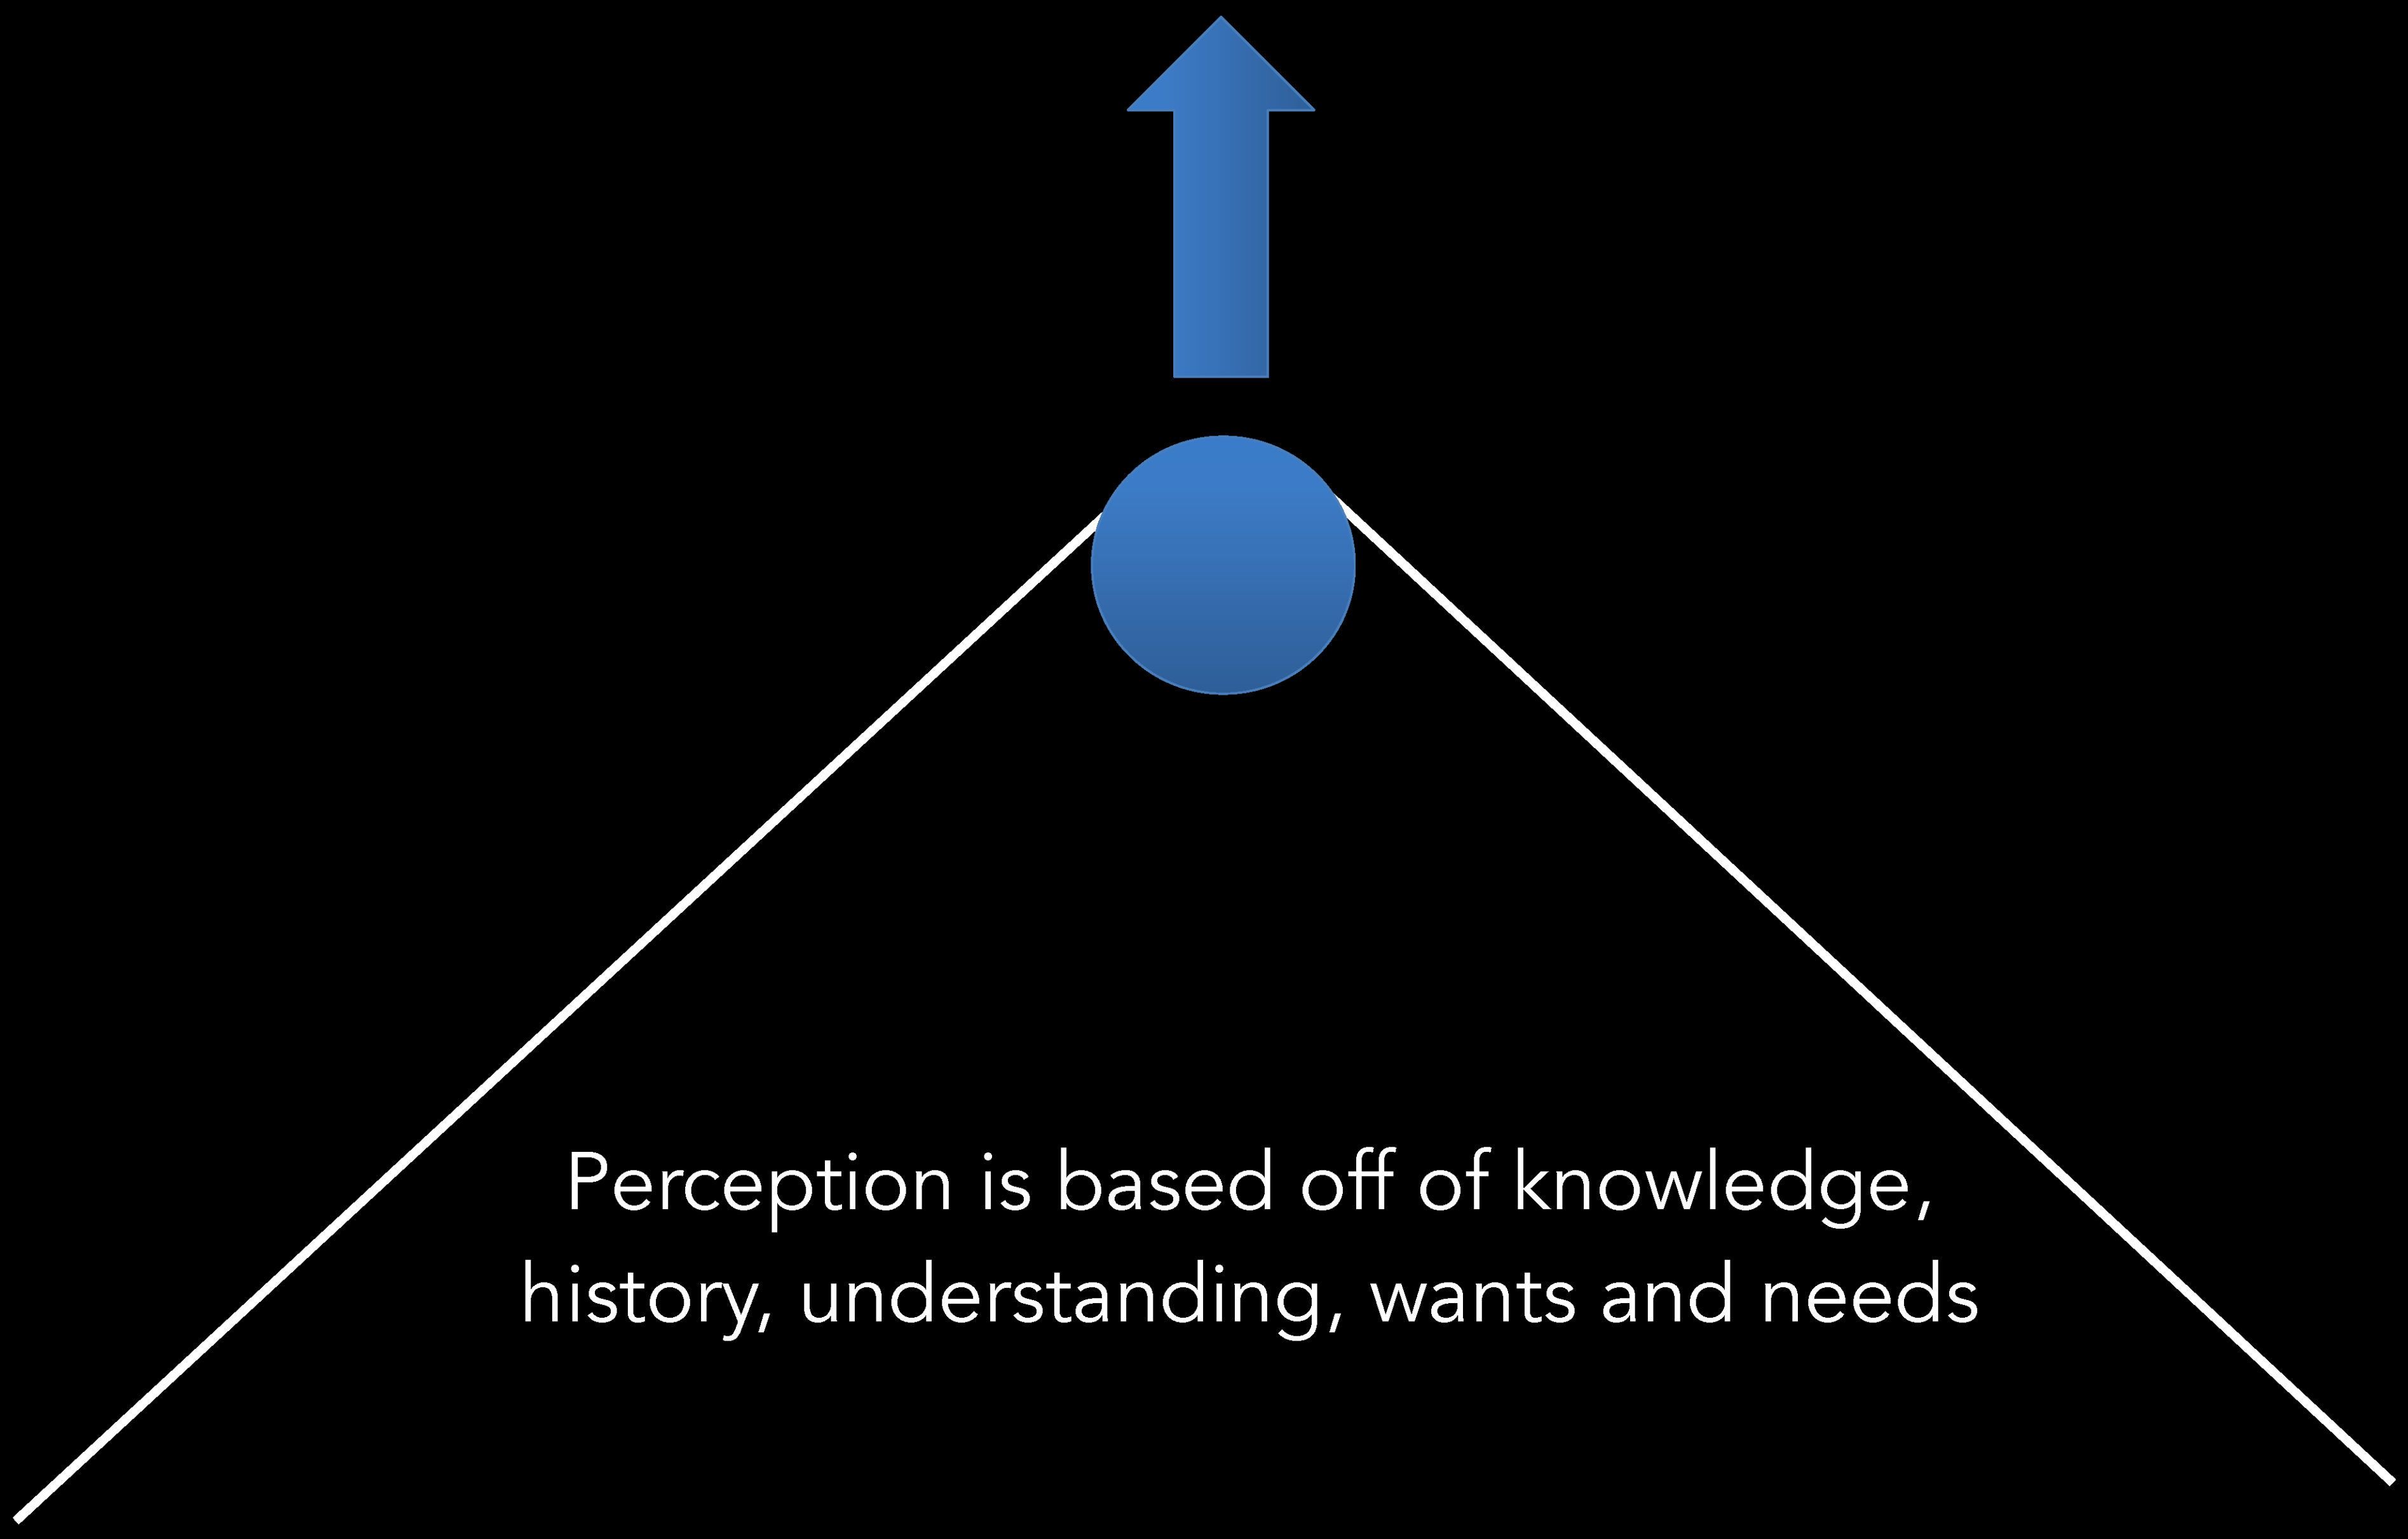 Perception is based off of knowledge,
history, understanding, wants and needs